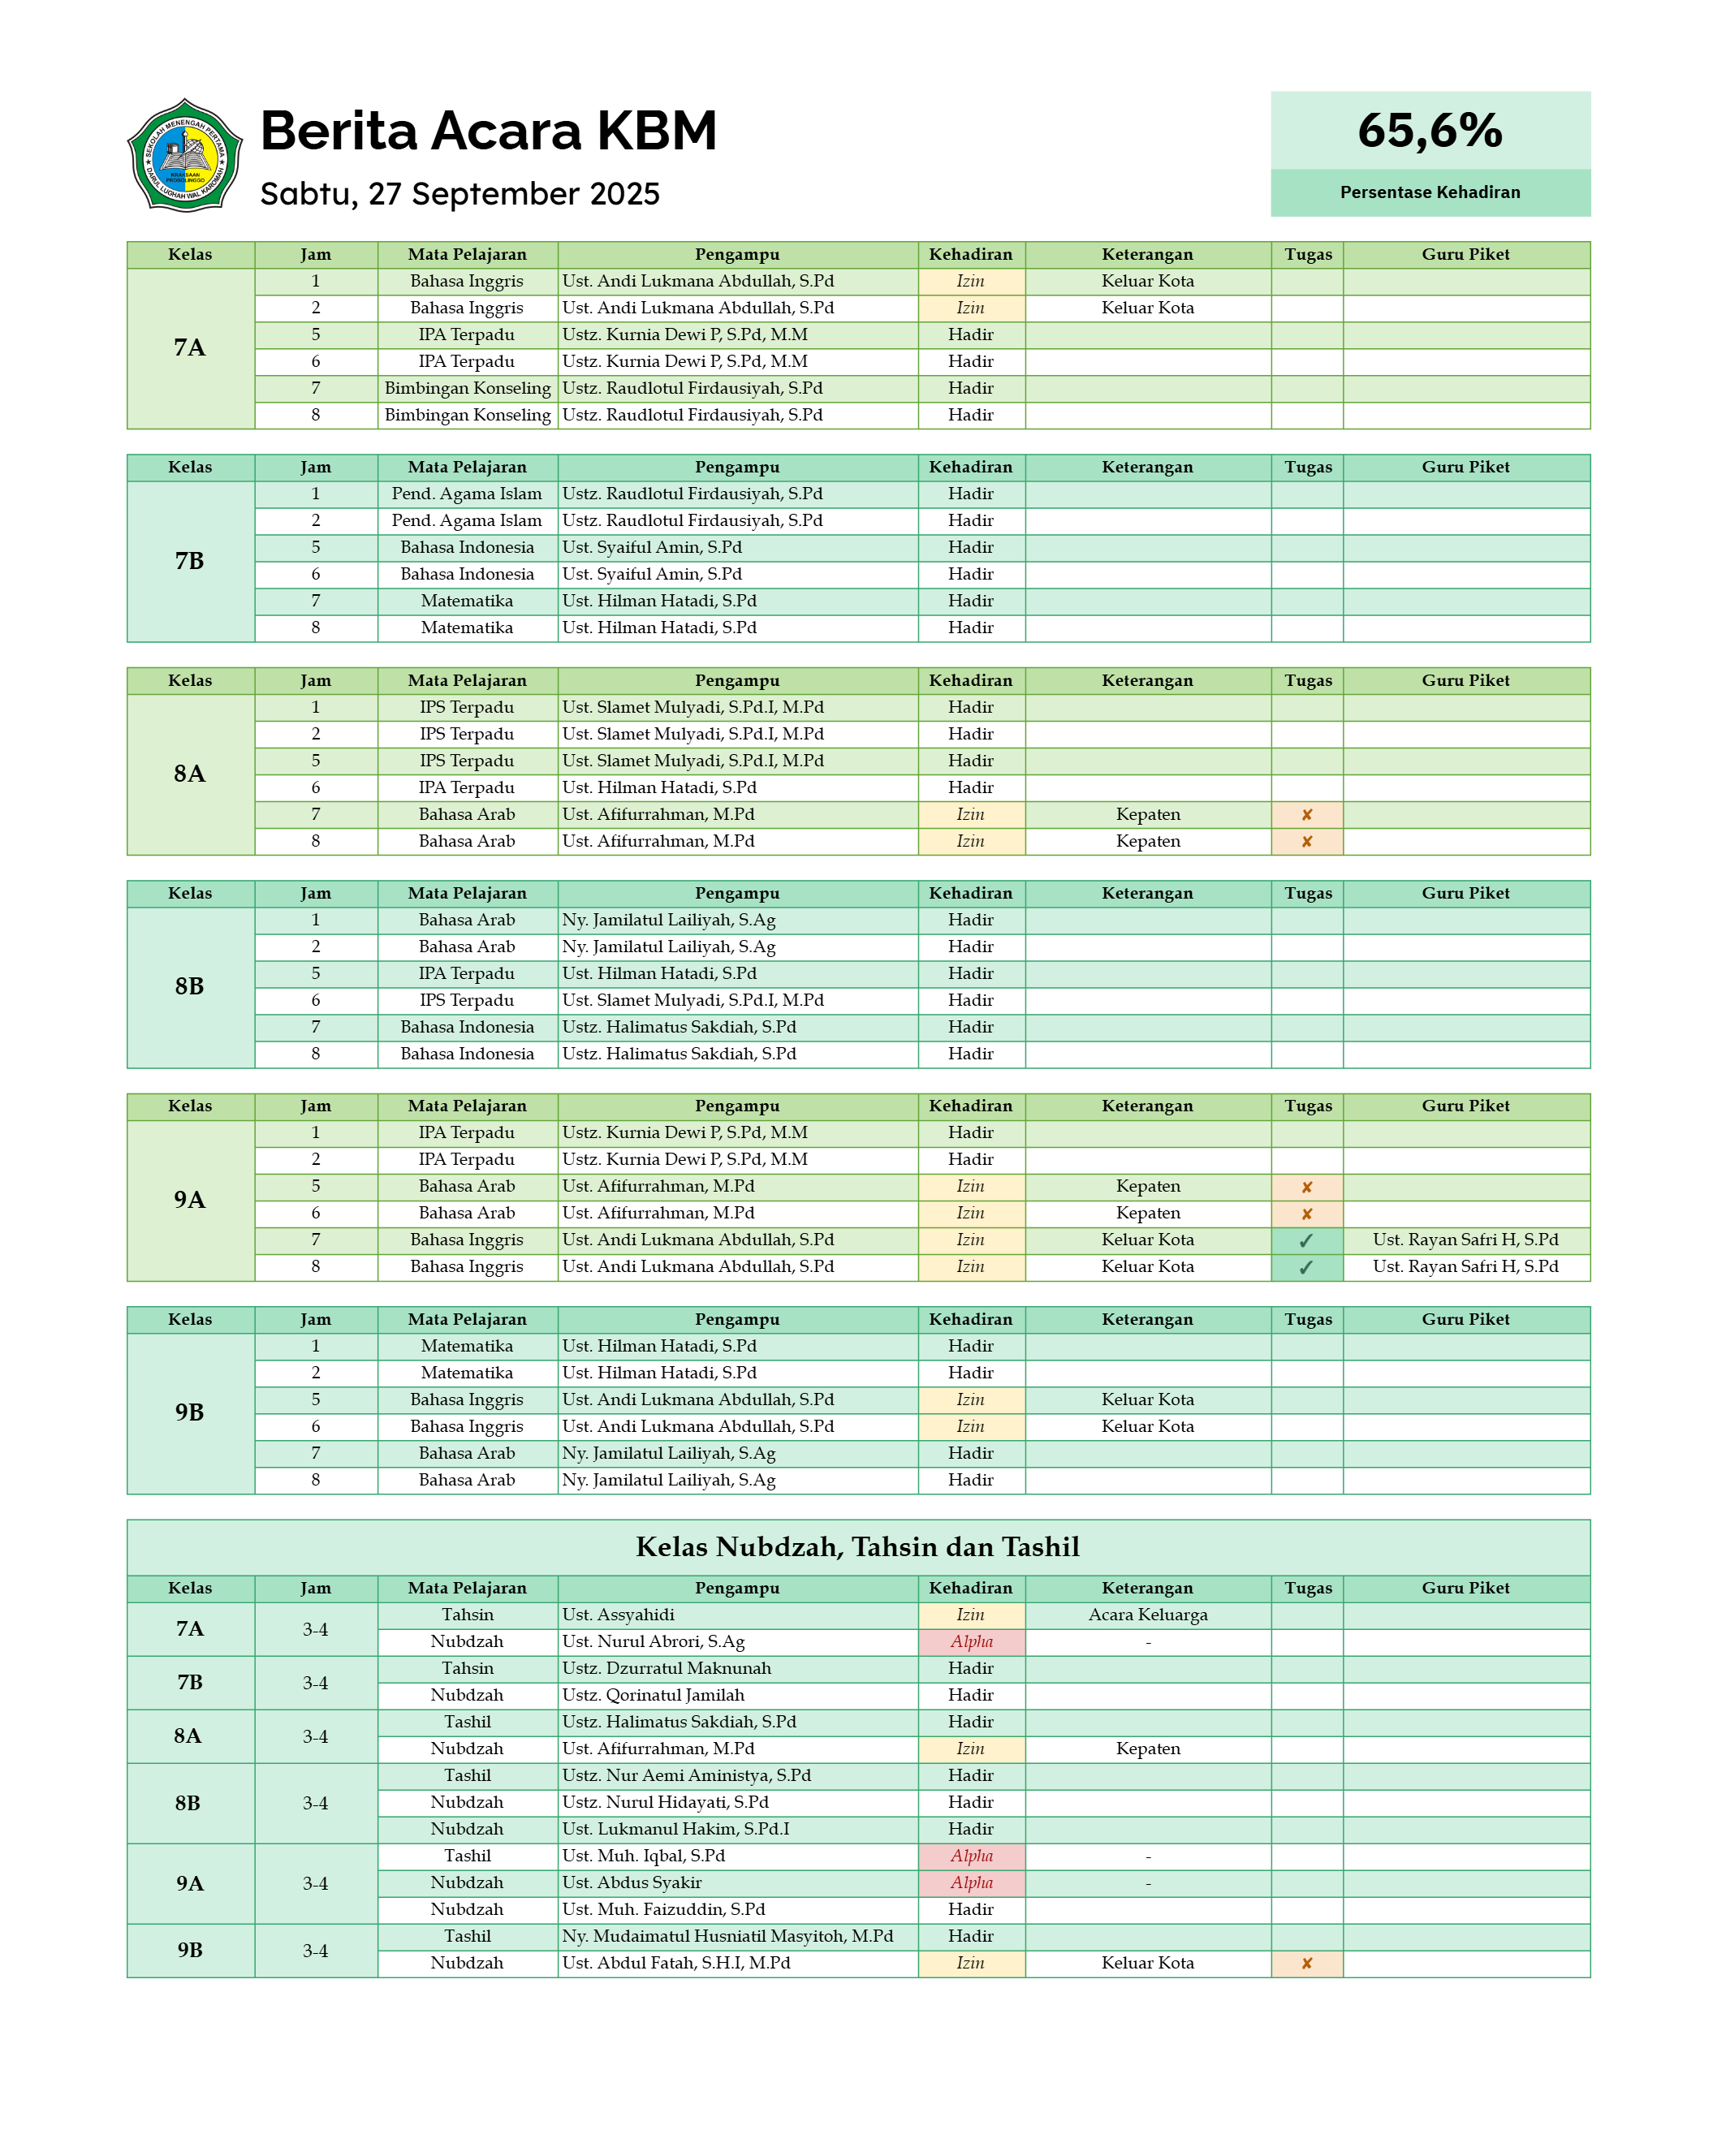 SEKOLAH MENENGAH PERTAMA
KRAKSAAN
PROBOLINGGO
DARUL LUGHAH WAL KAROMAH
Berita Acara KBM
Sabtu, 27 September 2025
65,6%
Persentase Kehadiran
Kelas Jam Mata Pelajaran Pengampu Kehadiran Keterangan Tugas Guru Piket
7A
1 Bahasa Inggris Ust. Andi Lukmana Abdullah, S.Pd Izin Keluar Kota
2 Bahasa Inggris Ust. Andi Lukmana Abdullah, S.Pd Izin Keluar Kota
5 IPA Terpadu Ustz. Kurnia Dewi P, S.Pd, M.M Hadir
6 IPA Terpadu Ustz. Kurnia Dewi P, S.Pd, M.M Hadir
7 Bimbingan Konseling Ustz. Raudlotul Firdausiyah, S.Pd Hadir
8 Bimbingan Konseling Ustz. Raudlotul Firdausiyah, S.Pd Hadir
Kelas Jam Mata Pelajaran Pengampu Kehadiran Keterangan Tugas Guru Piket
7B
1 Pend. Agama Islam Ustz. Raudlotul Firdausiyah, S.Pd Hadir
2 Pend. Agama Islam Ustz. Raudlotul Firdausiyah, S.Pd Hadir
5 Bahasa Indonesia Ust. Syaiful Amin, S.Pd Hadir
6 Bahasa Indonesia Ust. Syaiful Amin, S.Pd Hadir
7 Matematika Ust. Hilman Hatadi, S.Pd Hadir
8 Matematika Ust. Hilman Hatadi, S.Pd Hadir
Kelas Jam Mata Pelajaran Pengampu Kehadiran Keterangan Tugas Guru Piket
8A
1 IPS Terpadu Ust. Slamet Mulyadi, S.Pd.I, M.Pd Hadir
2 IPS Terpadu Ust. Slamet Mulyadi, S.Pd.I, M.Pd Hadir
5 IPS Terpadu Ust. Slamet Mulyadi, S.Pd.I, M.Pd Hadir
6 IPA Terpadu Ust. Hilman Hatadi, S.Pd Hadir
7 Bahasa Arab Ust. Afifurrahman, M.Pd Izin Kepaten ✘
8 Bahasa Arab Ust. Afifurrahman, M.Pd Izin Kepaten ✘
Kelas Jam Mata Pelajaran Pengampu Kehadiran Keterangan Tugas Guru Piket
8B
1 Bahasa Arab Ny. Jamilatul Lailiyah, S.Ag Hadir
2 Bahasa Arab Ny. Jamilatul Lailiyah, S.Ag Hadir
5 IPA Terpadu Ust. Hilman Hatadi, S.Pd Hadir
6 IPS Terpadu Ust. Slamet Mulyadi, S.Pd.I, M.Pd Hadir
7 Bahasa Indonesia Ustz. Halimatus Sakdiah, S.Pd Hadir
8 Bahasa Indonesia Ustz. Halimatus Sakdiah, S.Pd Hadir
Kelas Jam Mata Pelajaran Pengampu Kehadiran Keterangan Tugas Guru Piket
9A
1 IPA Terpadu Ustz. Kurnia Dewi P, S.Pd, M.M Hadir
2 IPA Terpadu Ustz. Kurnia Dewi P, S.Pd, M.M Hadir
5 Bahasa Arab Ust. Afifurrahman, M.Pd Izin Kepaten ✘
6 Bahasa Arab Ust. Afifurrahman, M.Pd Izin Kepaten ✘
7 Bahasa Inggris Ust. Andi Lukmana Abdullah, S.Pd Izin Keluar Kota ✓ Ust. Rayan Safri H, S.Pd
8 Bahasa Inggris Ust. Andi Lukmana Abdullah, S.Pd Izin Keluar Kota ✓ Ust. Rayan Safri H, S.Pd
Kelas Jam Mata Pelajaran Pengampu Kehadiran Keterangan Tugas Guru Piket
9B
1 Matematika Ust. Hilman Hatadi, S.Pd Hadir
2 Matematika Ust. Hilman Hatadi, S.Pd Hadir
5 Bahasa Inggris Ust. Andi Lukmana Abdullah, S.Pd Izin Keluar Kota
6 Bahasa Inggris Ust. Andi Lukmana Abdullah, S.Pd Izin Keluar Kota
7 Bahasa Arab Ny. Jamilatul Lailiyah, S.Ag Hadir
8 Bahasa Arab Ny. Jamilatul Lailiyah, S.Ag Hadir
Kelas Nubdzah, Tahsin dan Tashil
Kelas Jam Mata Pelajaran Pengampu Kehadiran Keterangan Tugas Guru Piket
7A 3-4 Tahsin Ust. Assyahidi Izin Acara Keluarga
Nubdzah Ust. Nurul Abrori, S.Ag Alpha -
7B 3-4 Tahsin Ustz. Dzurratul Maknunah Hadir
Nubdzah Ustz. Qorinatul Jamilah Hadir
8A 3-4 Tashil Ustz. Halimatus Sakdiah, S.Pd Hadir
Nubdzah Ust. Afifurrahman, M.Pd Izin Kepaten
8B 3-4 Tashil Ustz. Nur Aemi Aministya, S.Pd Hadir
Nubdzah Ustz. Nurul Hidayati, S.Pd Hadir
Nubdzah Ust. Lukmanul Hakim, S.Pd.I Hadir
9A 3-4 Tashil Ust. Muh. Iqbal, S.Pd Alpha -
Nubdzah Ust. Abdus Syakir Alpha -
Nubdzah Ust. Muh. Faizuddin, S.Pd Hadir
9B 3-4 Tashil Ny. Mudaimatul Husniatil Masyitoh, M.Pd Hadir
Nubdzah Ust. Abdul Fatah, S.H.I, M.Pd Izin Keluar Kota ✘